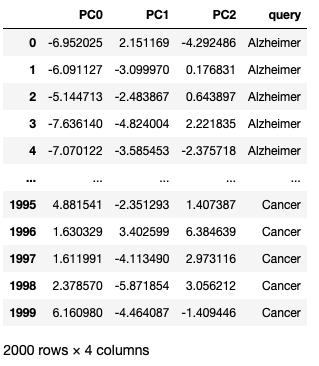 PC0 PC1 PC2 query
0 -6.952025 2.151169 -4.292486 Alzheimer
1 -6.091127 -3.099970 0.176831 Alzheimer
2 -5.144713 -2.483867 0.643897 Alzheimer
3 -7.636140 -4.824004 2.221835 Alzheimer
4 -7.070122 -3.585453 -2.375718 Alzheimer
... ... ... ... ...
1995 4.881541 -2.351293 1.407387 Cancer
1996 1.630329 3.402599 6.384639 Cancer
1997 1.611991 -4.113490 2.973116 Cancer
1998 2.378570 -5.871854 3.056212 Cancer
1999 6.160980 -4.464087 -1.409446 Cancer
2000 rows × 4 columns